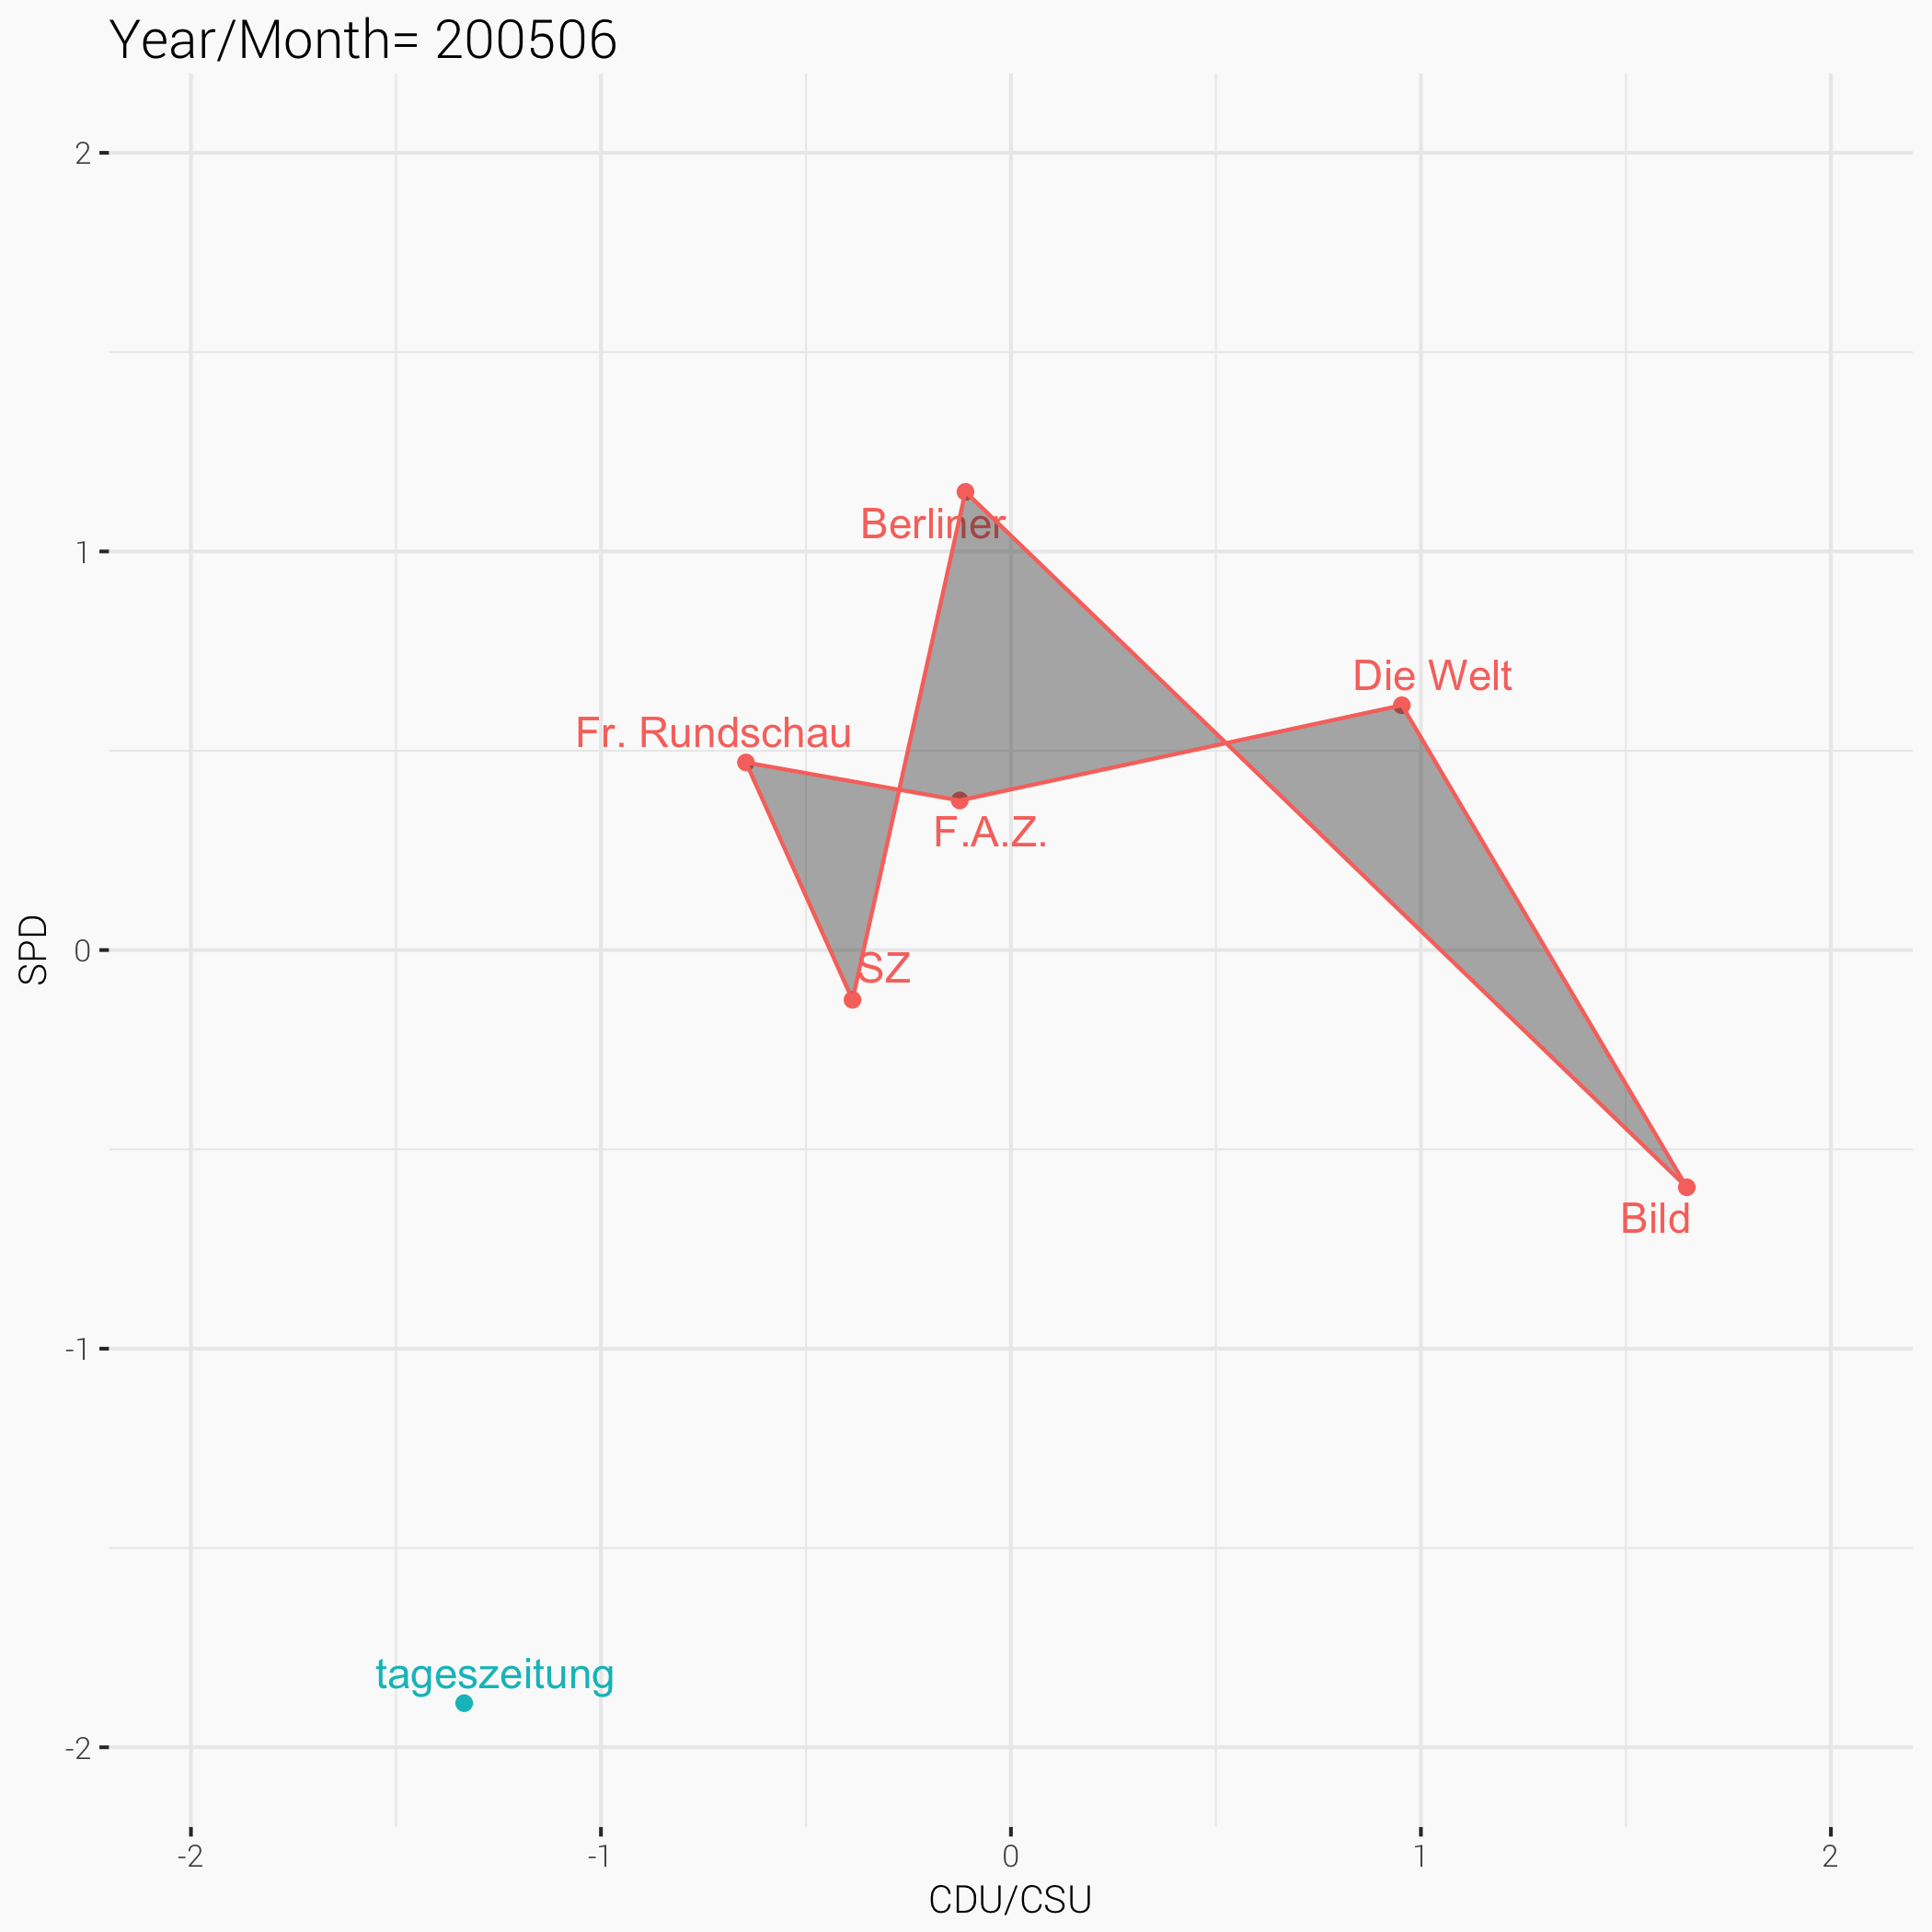 Year/Month= 200506
2
Berliner
1
Die Welt
Fr. Rundschau
F.A.Z.
SZ
0
SPD
Bild
-1
tageszeitung
-2
-2 -1 0 1 2
CDU/CSU